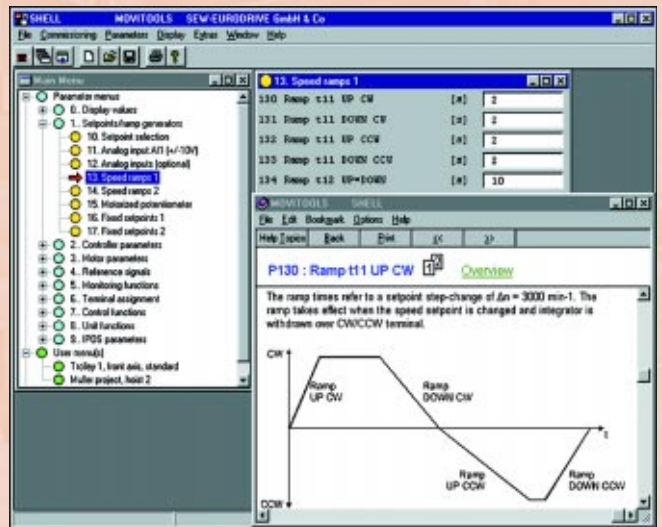 SHELL MOVITOOLS SEW-EURODRIVE GmbH & Co
File Commissioning Parameters Display Extras Window Help
Main Menu
Parameter menus
0.. Display values
1.. Setpoints/ramp generators
10. Setpoint selection
11. Analog input AI1 (+/-10V)
12. Analog inputs (optional)
13. Speed ramps 1
14. Speed ramps 2
15. Motorized potentiometer
16. Fixed setpoints 1
17. Fixed setpoints 2
2.. Controller parameters
3.. Motor parameters
4.. Reference signals
5.. Monitoring functions
6.. Terminal assignment
7.. Control functions
8.. Unit functions
9.. IPOS parameters
User menu(s)
Trolley 1, front axis, standard
Muller project, hoist 2
13. Speed ramps 1
130 Ramp t11 UP CW [s] 2
131 Ramp t11 DOWN CW [s] 2
132 Ramp t11 UP CCW [s] 2
133 Ramp t11 DOWN CCW [s] 2
134 Ramp t12 UP=DOWN [s] 10
MOVITOOLS SHELL
File Edit Bookmark Options Help
Help Topics Back Print << >>
P130 : Ramp t11 UP CW Overview
The ramp times refer to a setpoint step-change of Δn = 3000 min-1. The
ramp takes effect when the speed setpoint is changed and integrator is
withdrawn over CW/CCW terminal.
CW
Ramp
UP CW
Ramp
DOWN CW
t
Ramp
UP CCW
Ramp
DOWN CCW
CCW